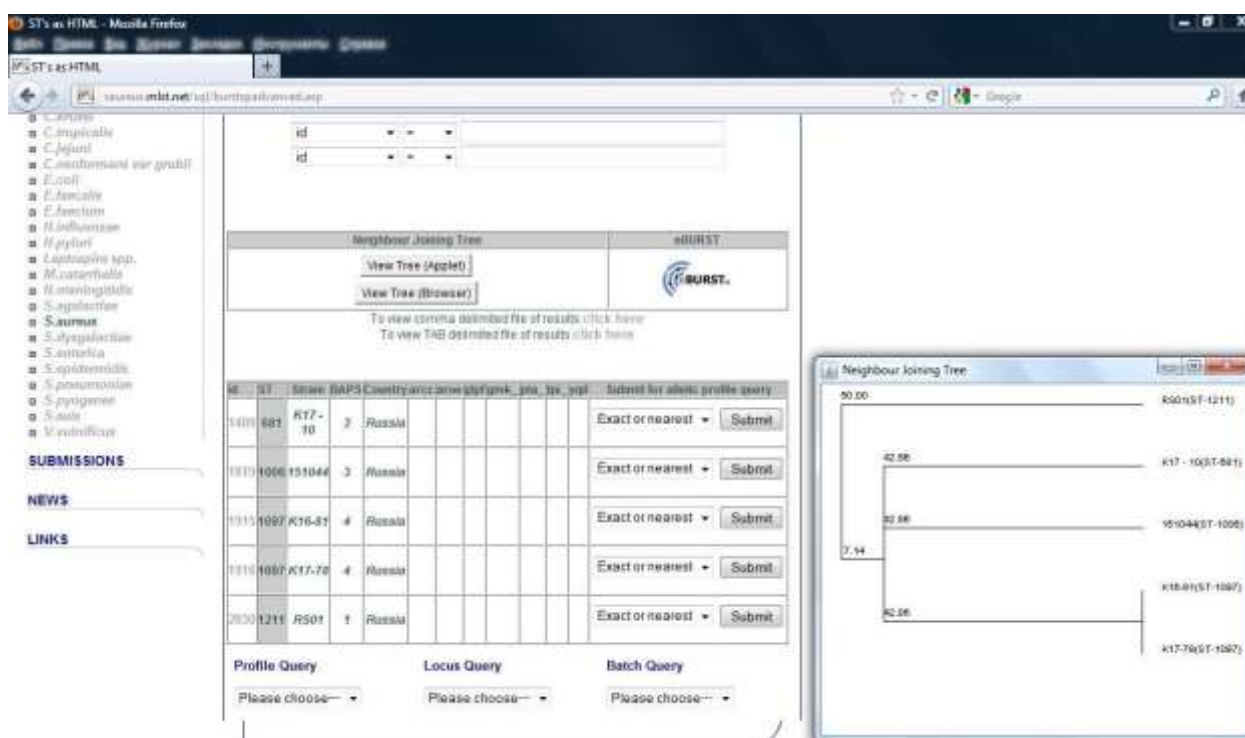 ST's as HTML - Mozilla Firefox
ST's as HTML
saureus.mlst.net/sql/burstspadvanced.asp
Google
C.tropicalis
C.jejuni
C.neoformans var grubii
E.coli
E.faecalis
E.faecium
H.influenzae
H.pylori
Leptospira spp.
M.catarrhalis
N.meningitidis
S.agalactiae
S.aureus
S.dysgalactiae
S.enterica
S.epidermidis
S.pneumoniae
S.pyogenes
S.suis
V.vulnificus
SUBMISSIONS
NEWS
LINKS
id = 
id = 
Neighbour Joining Tree eBURST
View Tree (Applet)
BURST.
View Tree (Browser)
To view comma delimited file of results click here
To view TAB delimited file of results click here
id ST Strain BAPS Country arcc aroe glpf gmk_ pta_ tpi_ yqil Submit for allelic profile query
681 K17-10 3 Russia Exact or nearest Submit
151044 3 Russia Exact or nearest Submit
1097 K16-81 4 Russia Exact or nearest Submit
1097 K17-78 4 Russia Exact or nearest Submit
1211 RS01 1 Russia Exact or nearest Submit
Profile Query Locus Query Batch Query
Please choose--- Please choose--- Please choose---
Neighbour Joining Tree
50.00
RS01(ST-1211)
42.86
K17 - 10(ST-681)
42.86
7.14
42.86
K16-81(ST-1097)
K17-78(ST-1097)